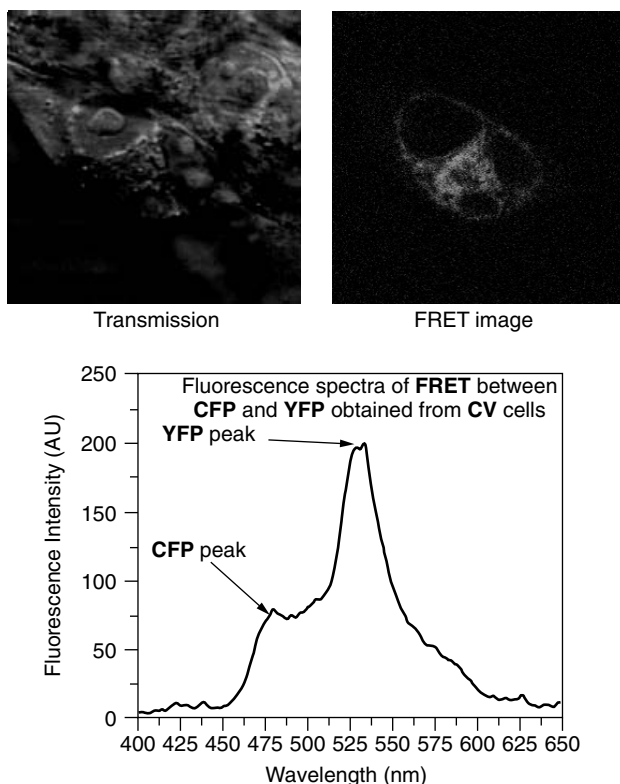 Transmission
FRET image
Fluorescence spectra of FRET between
CFP and YFP obtained from CV cells
YFP peak
CFP peak
Fluorescence Intensity (AU)
250
200
150
100
50
0
400 425 450 475 500 525 550 575 600 625 650
Wavelength (nm)